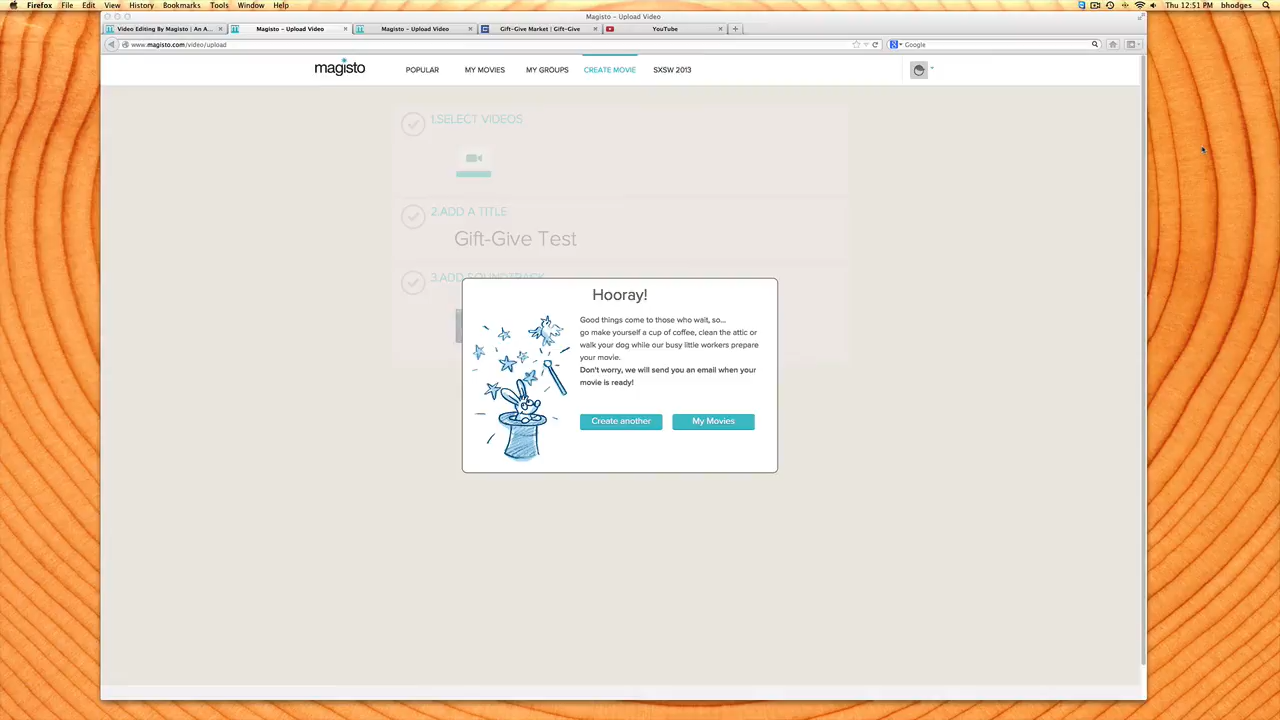 Firefox File Edit View History Bookmarks Tools Window Help Thu 12:51 PM bhodges
Magisto - Upload Video
Video Editing By Magisto | An A... Magisto - Upload Video Magisto - Upload Video Gift-Give Market | Gift-Give YouTube
www.magisto.com/video/upload Google
magisto POPULAR MY MOVIES MY GROUPS CREATE MOVIE SXSW 2013
1.SELECT VIDEOS
2.ADD A TITLE
Gift-Give Test
3.ADD SOUNDTRACK
Hooray!
Good things come to those who wait, so...
go make yourself a cup of coffee, clean the attic or
walk your dog while our busy little workers prepare
your movie.
Don't worry, we will send you an email when your
movie is ready!
Create another My Movies